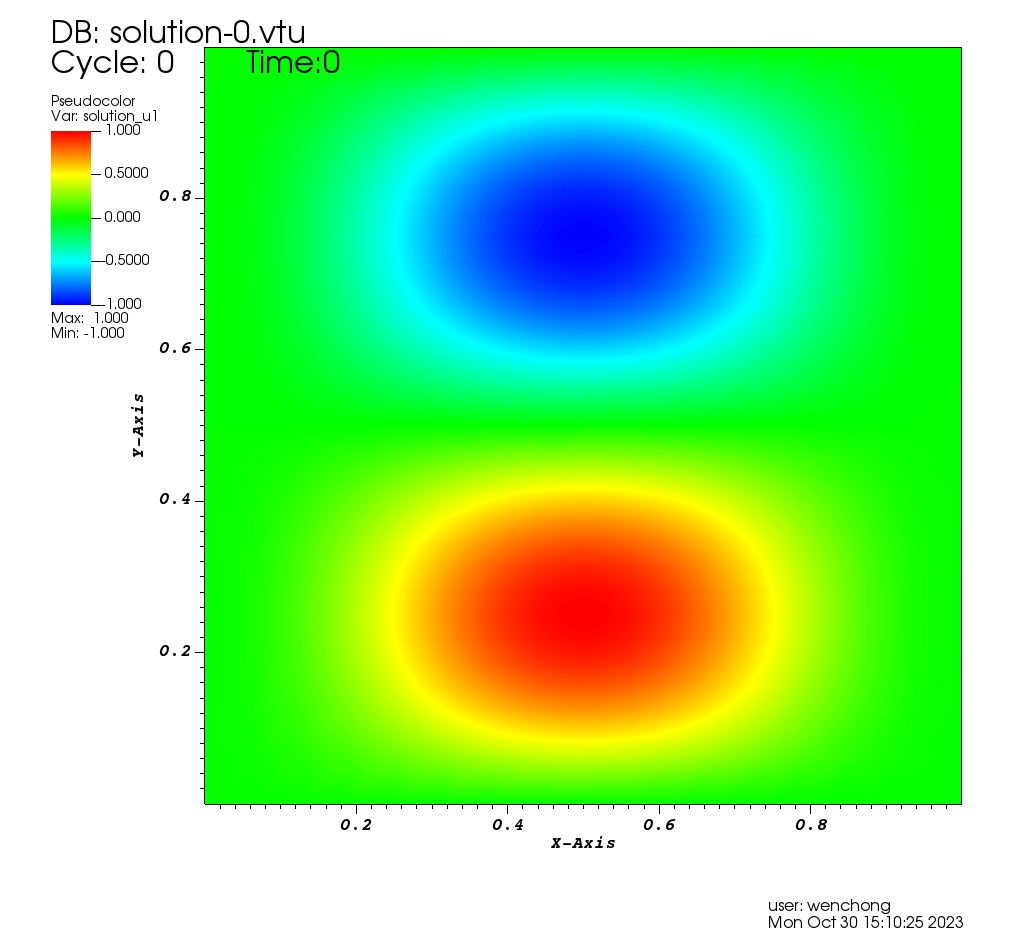 DB: solution-0.vtu
Cycle: 0 Time:0
Pseudocolor
Var: solution_u1
1.000
0.5000
0.000
-0.5000
-1.000
Max: 1.000
Min: -1.000
0.8
0.6
0.4
0.2
Y-Axis
0.2 0.4 0.6 0.8
X-Axis
user: wenchong
Mon Oct 30 15:10:25 2023